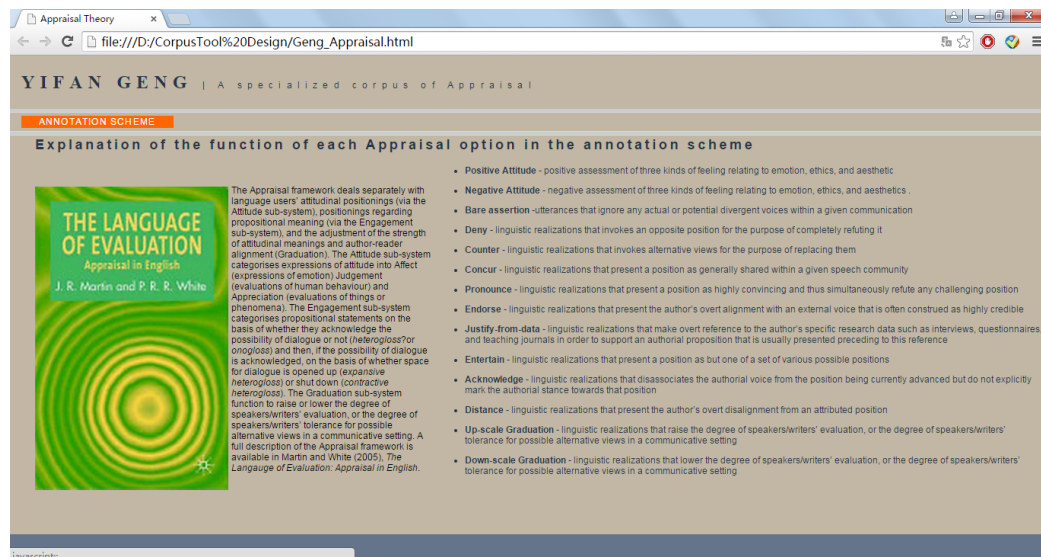 Appraisal Theory
file:///D:/CorpusTool%20Design/Geng_Appraisal.html
YIFAN GENG | A specialized corpus of Appraisal
ANNOTATION SCHEME
Explanation of the function of each Appraisal option in the annotation scheme
THE LANGUAGE
OF EVALUATION
Appraisal in English
J. R. Martin and P. R. R. White
The Appraisal framework deals separately with
language users' attitudinal positionings (via the
Attitude sub-system), positionings regarding
propositional meaning (via the Engagement
sub-system), and the adjustment of the strength
of attitudinal meanings and author-reader
alignment (Graduation). The Attitude sub-system
categorises expressions of attitude into Affect
(expressions of emotion) Judgement
(evaluations of human behaviour) and
Appreciation (evaluations of things or
phenomena). The Engagement sub-system
categorises propositional statements on the
basis of whether they acknowledge the
possibility of dialogue or not (heterogloss?or
onogloss) and then, if the possibility of dialogue
is acknowledged, on the basis of whether space
for dialogue is opened up (expansive
heterogloss) or shut down (contractive
heterogloss). The Graduation sub-system
function to raise or lower the degree of
speakers/writers' evaluation, or the degree of
speakers/writers' tolerance for possible
alternative views in a communicative setting. A
full description of the Appraisal framework is
available in Martin and White (2005), The
Langauge of Evaluation: Appraisal in English.
• Positive Attitude - positive assessment of three kinds of feeling relating to emotion, ethics, and aesthetic
• Negative Attitude - negative assessment of three kinds of feeling relating to emotion, ethics, and aesthetics .
• Bare assertion -utterances that ignore any actual or potential divergent voices within a given communication
• Deny - linguistic realizations that invokes an opposite position for the purpose of completely refuting it
• Counter - linguistic realizations that invokes alternative views for the purpose of replacing them
• Concur - linguistic realizations that present a position as generally shared within a given speech community
• Pronounce - linguistic realizations that present a position as highly convincing and thus simultaneously refute any challenging position
• Endorse - linguistic realizations that present the author's overt alignment with an external voice that is often construed as highly credible
• Justify-from-data - linguistic realizations that make overt reference to the author's specific research data such as interviews, questionnaires,
and teaching journals in order to support an authorial proposition that is usually presented preceding to this reference
• Entertain - linguistic realizations that present a position as but one of a set of various possible positions
• Acknowledge - linguistic realizations that disassociates the authorial voice from the position being currently advanced but do not explicitly
mark the authorial stance towards that position
• Distance - linguistic realizations that present the author's overt disalignment from an attributed position
• Up-scale Graduation - linguistic realizations that raise the degree of speakers/writers' evaluation, or the degree of speakers/writers'
tolerance for possible alternative views in a communicative setting
• Down-scale Graduation - linguistic realizations that lower the degree of speakers/writers' evaluation, or the degree of speakers/writers'
tolerance for possible alternative views in a communicative setting